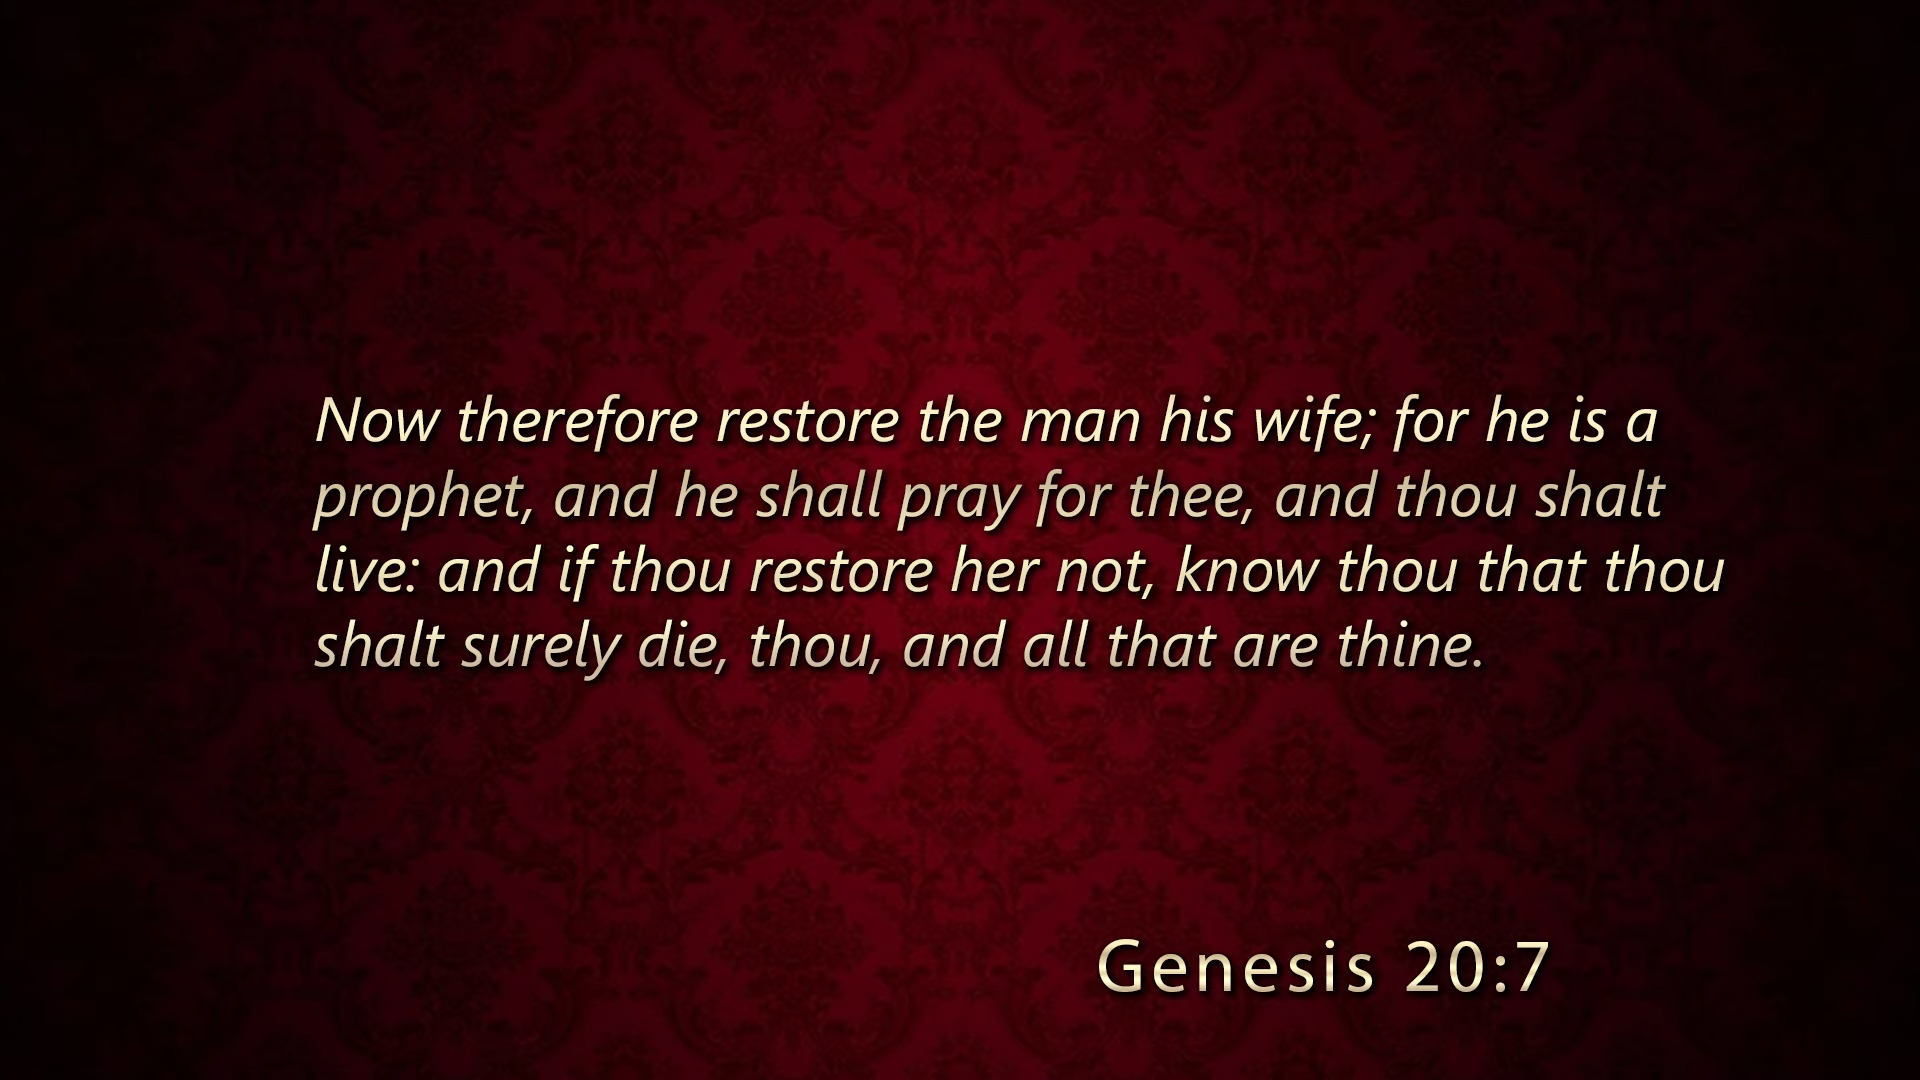 Now therefore restore the man his wife; for he is a
prophet, and he shall pray for thee, and thou shalt
live: and if thou restore her not, know thou that thou
shalt surely die, thou, and all that are thine.
Genesis 20:7